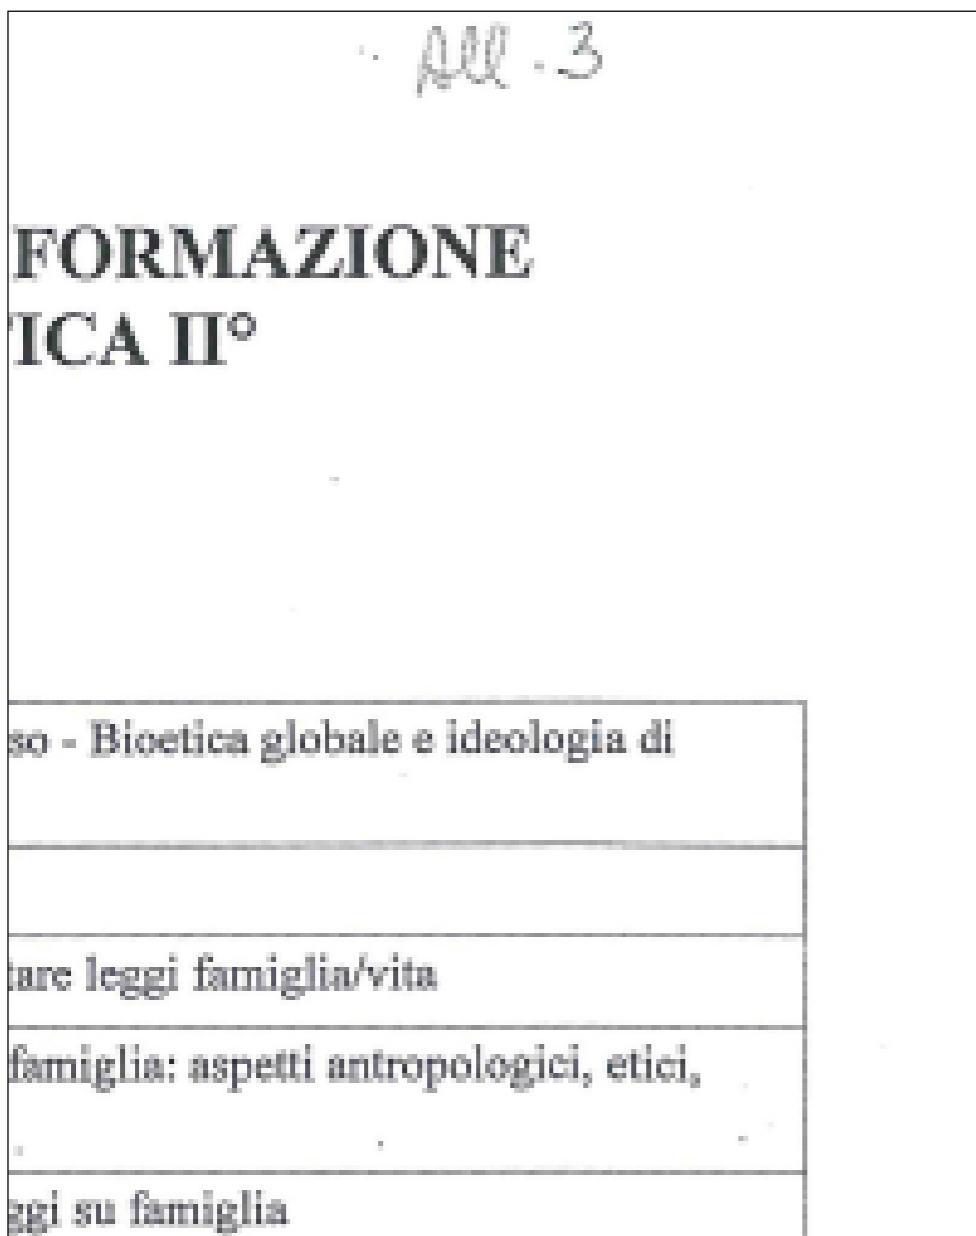 All. 3
FORMAZIONE
TICA II°
so - Bioetica globale e ideologia di
tare leggi famiglia/vita
famiglia: aspetti antropologici, etici,
ggi su famiglia